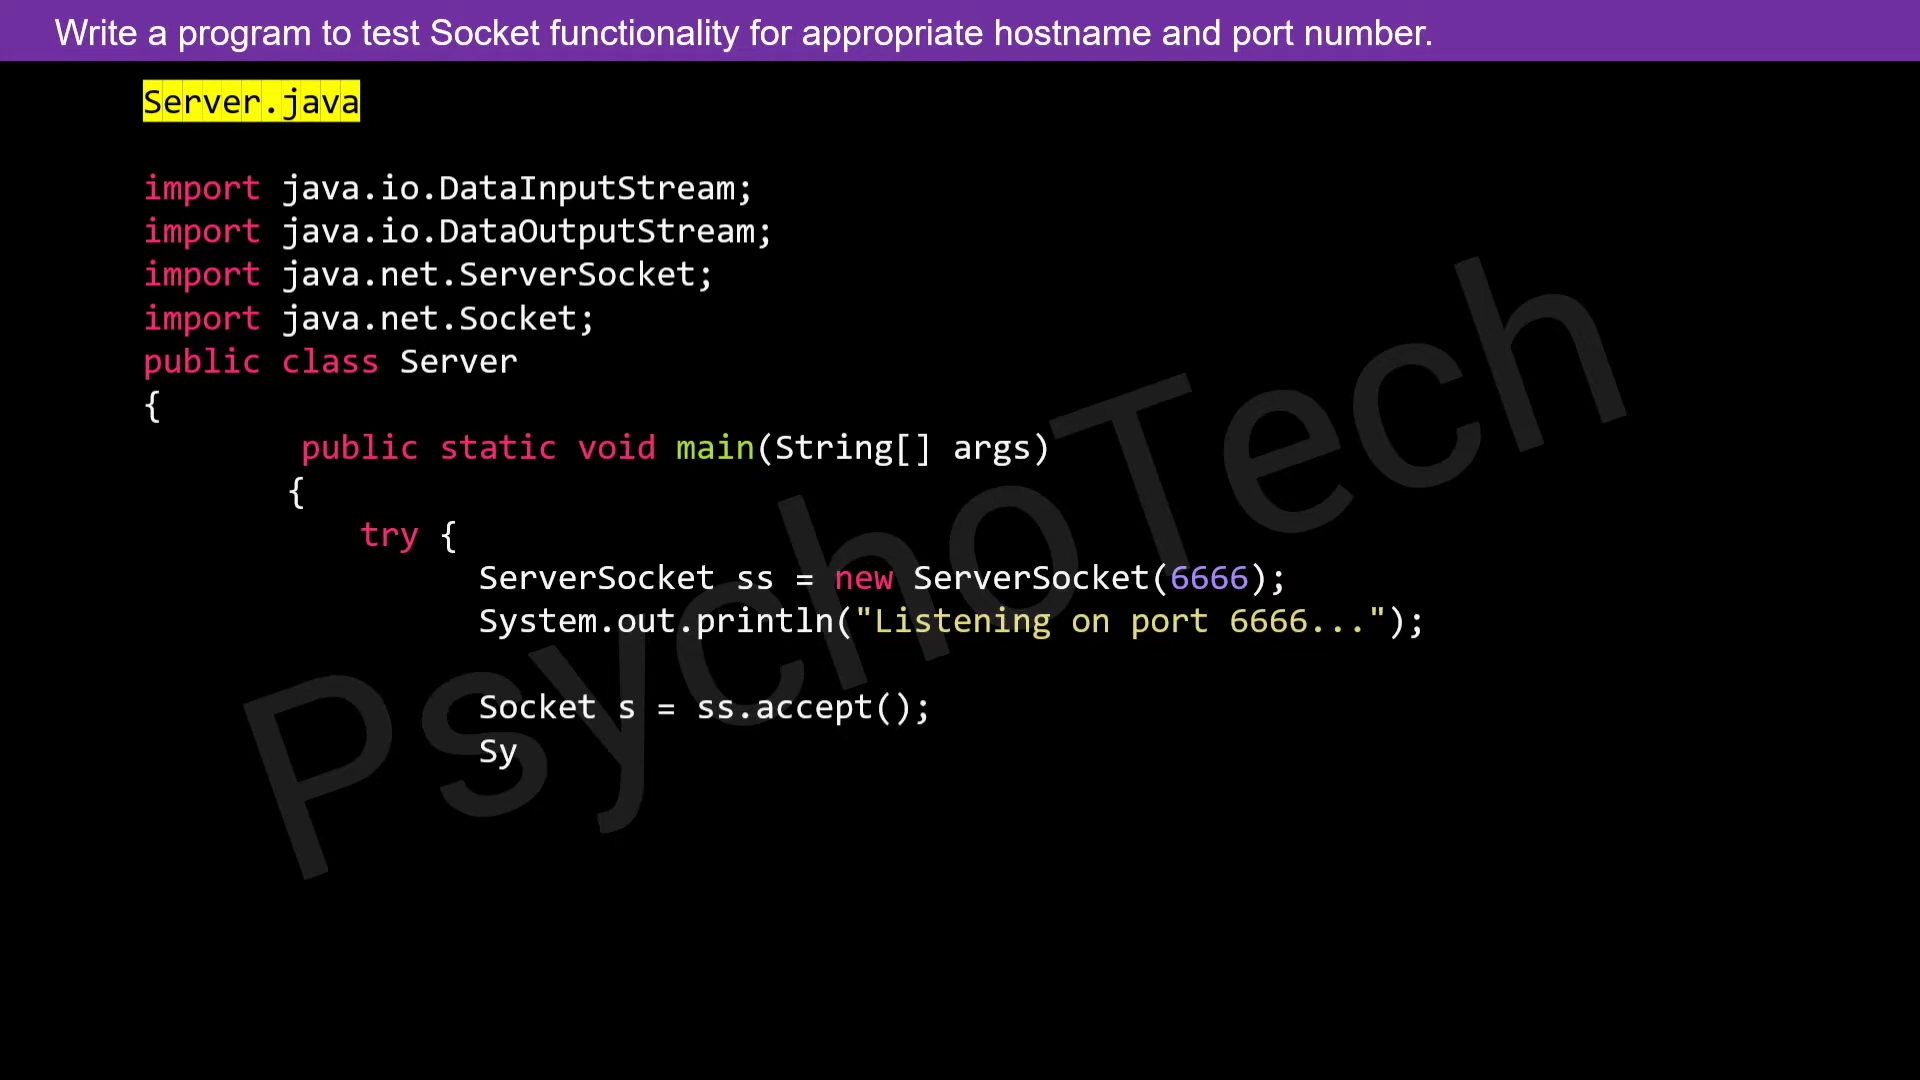 Write a program to test Socket functionality for appropriate hostname and port number.
Server.java
import java.io.DataInputStream;
import java.io.DataOutputStream;
import java.net.ServerSocket;
import java.net.Socket;
public class Server
{
public static void main(String[] args)
{
try {
ServerSocket ss = new ServerSocket(6666);
System.out.println("Listening on port 6666...");
Socket s = ss.accept();
Sy
PsychoTech